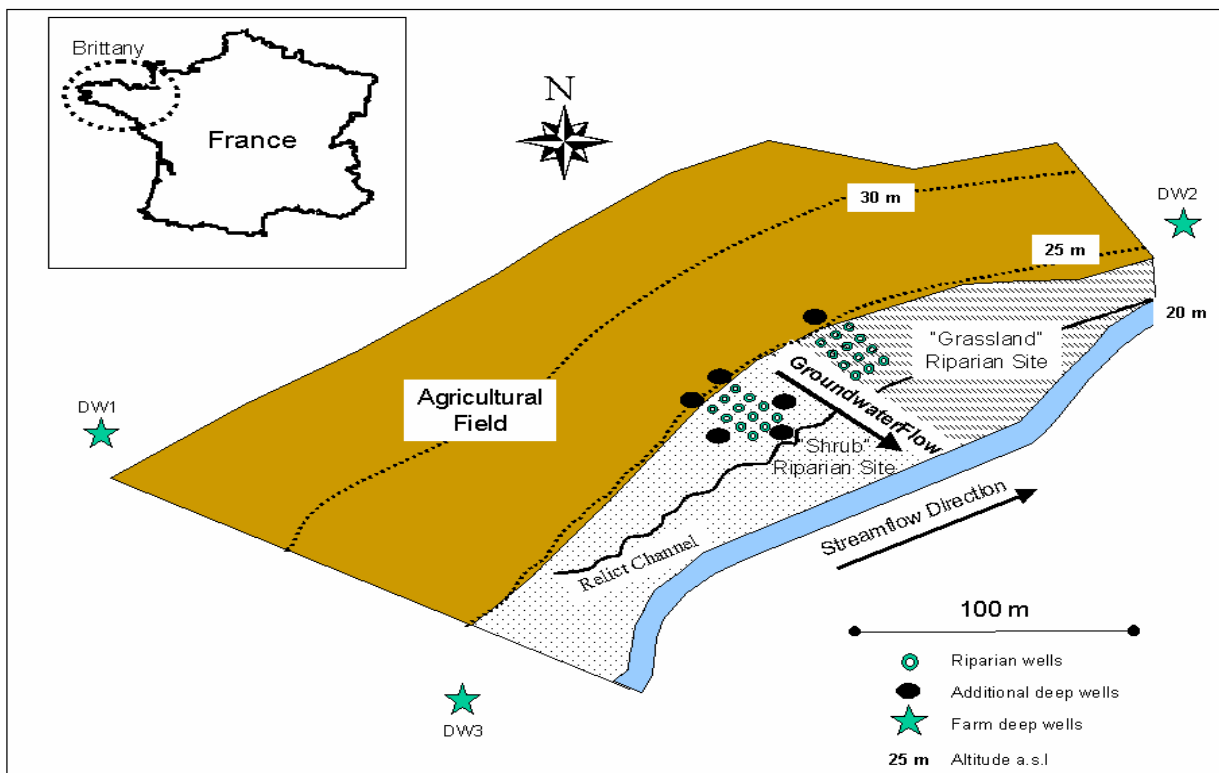 Brittany
France
N
DW2
30 m
25 m
20 m
"Grassland"
Riparian Site
Groundwater Flow
Agricultural
Field
DW1
"Shrub"
Riparian Site
Relict Channel
Streamflow Direction
100 m
Riparian wells
Additional deep wells
Farm deep wells
25 m Altitude a.s.l
DW3